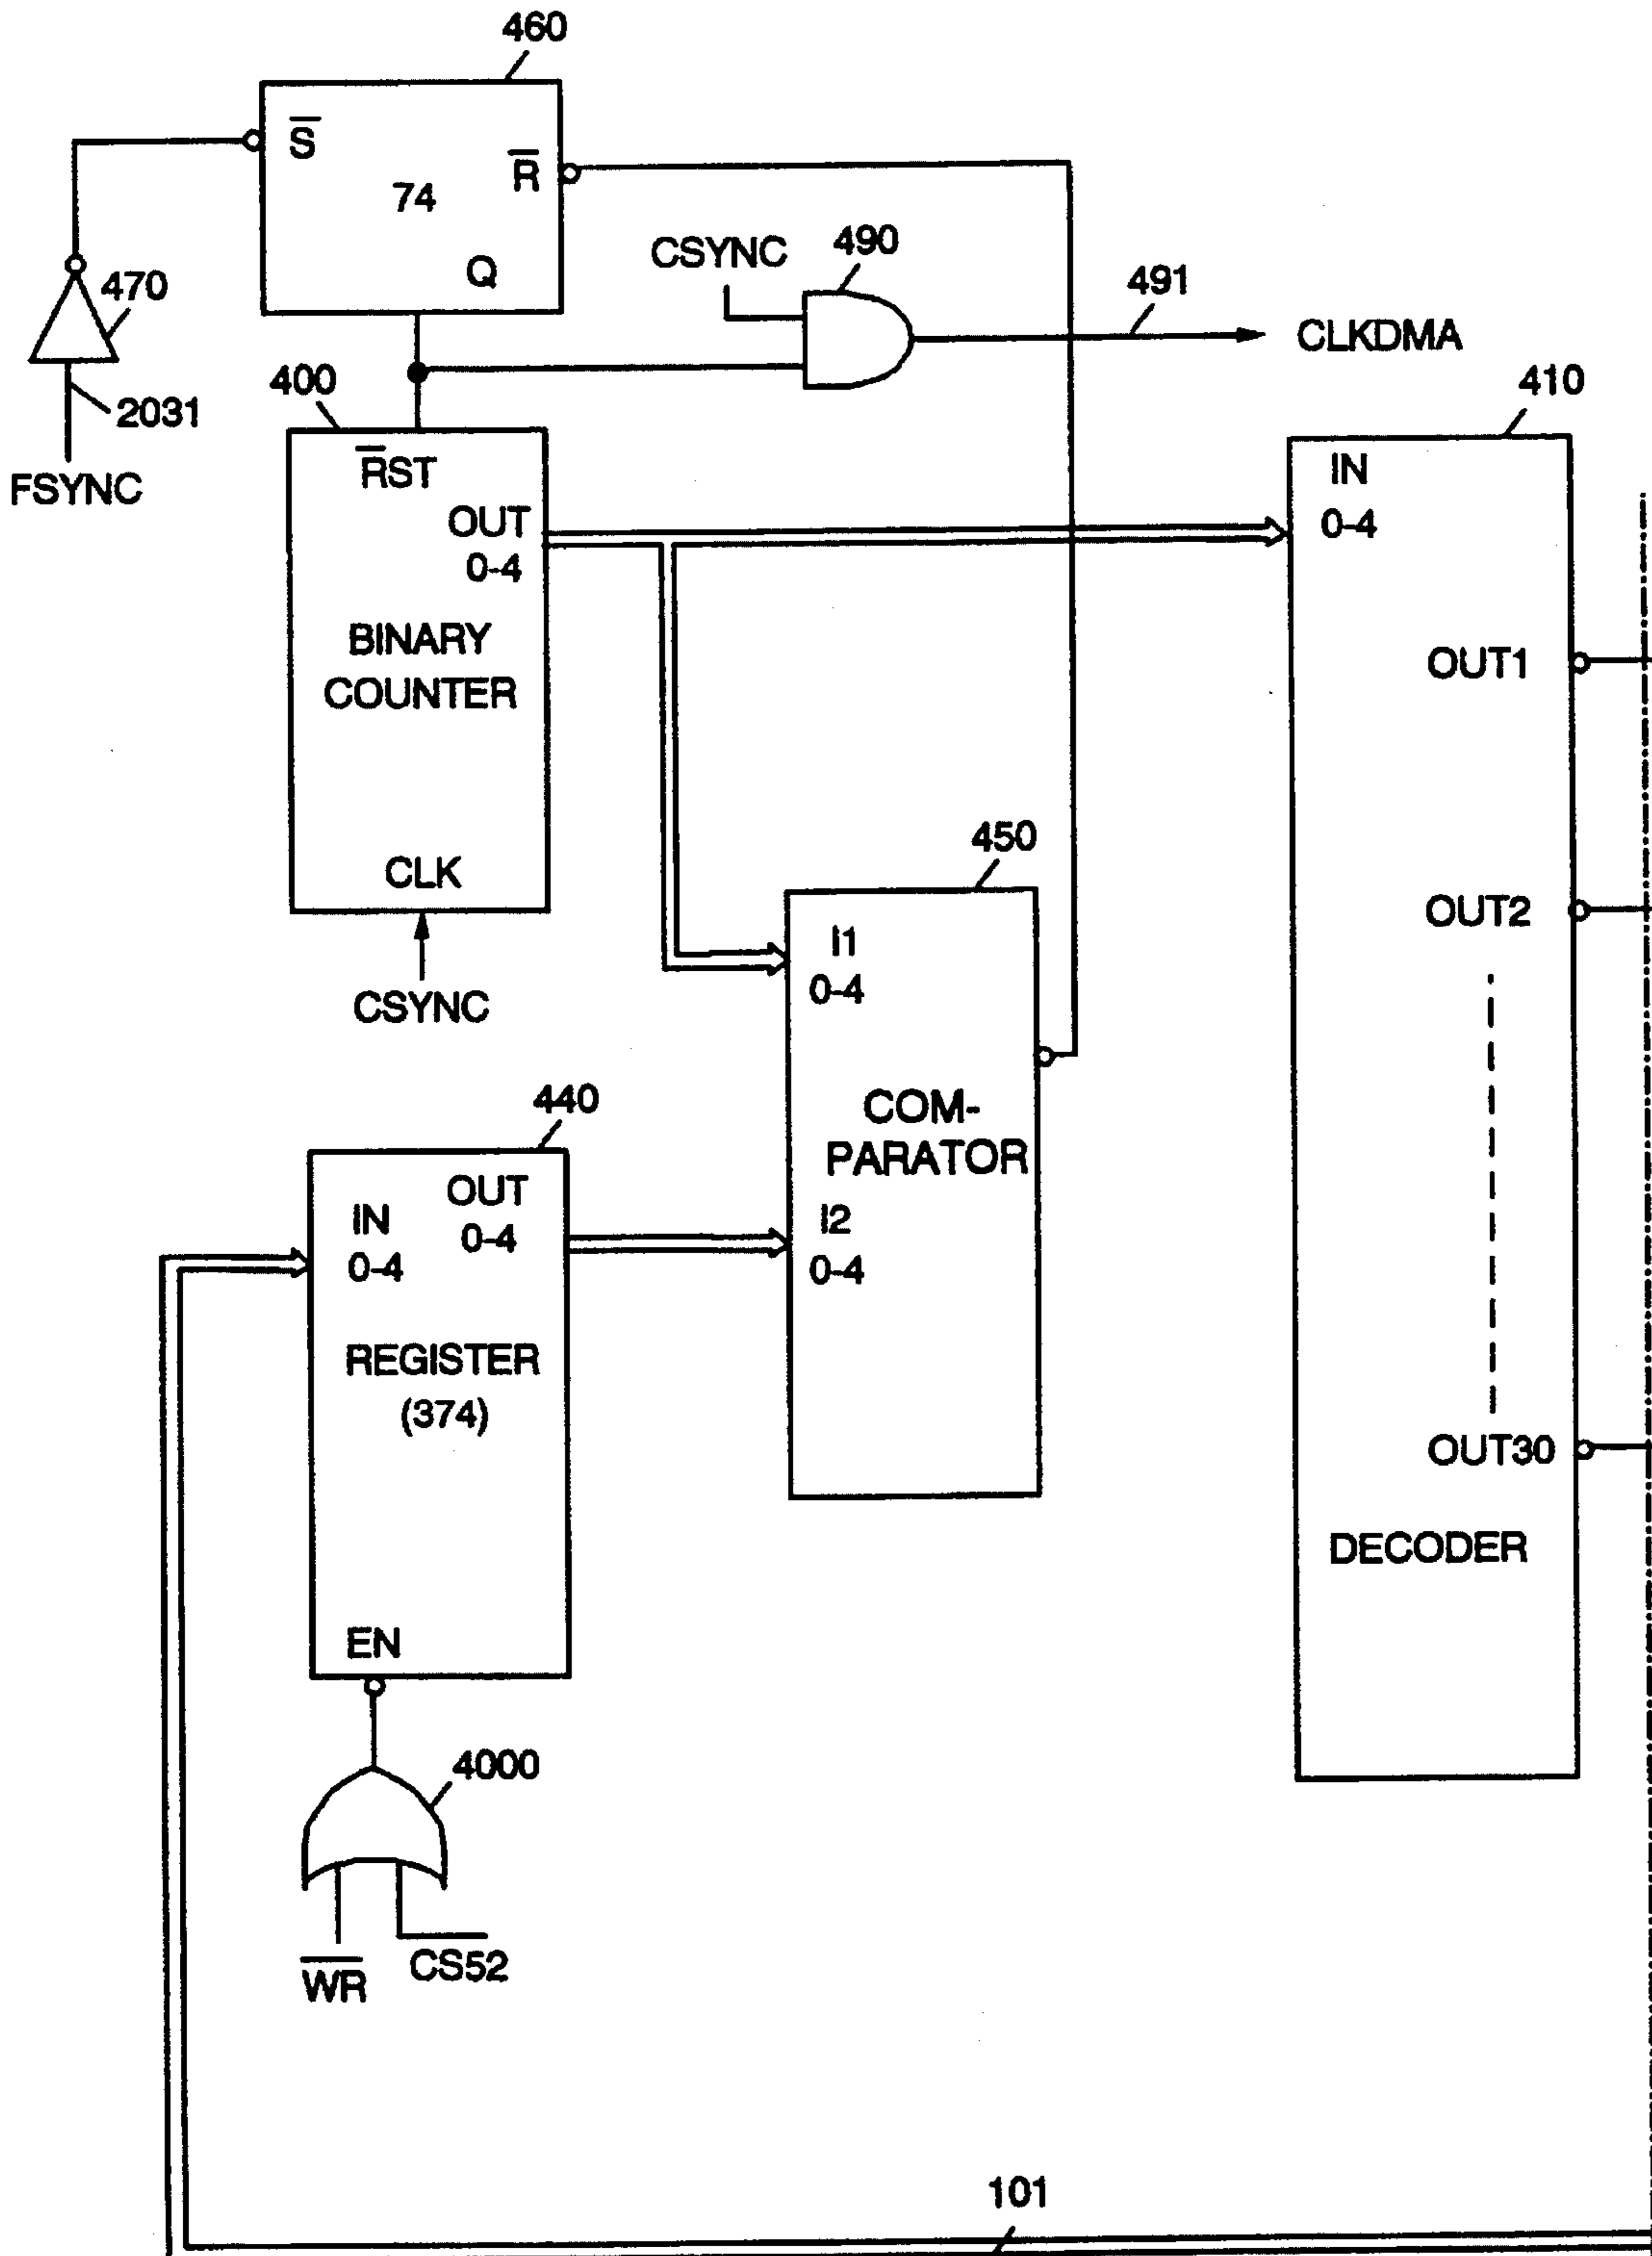 460
S̅
R̅
74
Q
470
2031
FSYNC
CSYNC
490
491
CLKDMA
400
R̅ST
OUT
0-4
BINARY
COUNTER
CLK
CSYNC
410
IN
0-4
OUT1
OUT2
OUT30
DECODER
450
I1
0-4
COM-
PARATOR
I2
0-4
440
OUT
0-4
IN
0-4
REGISTER
(374)
EN
4000
W̅R̅
CS52
101